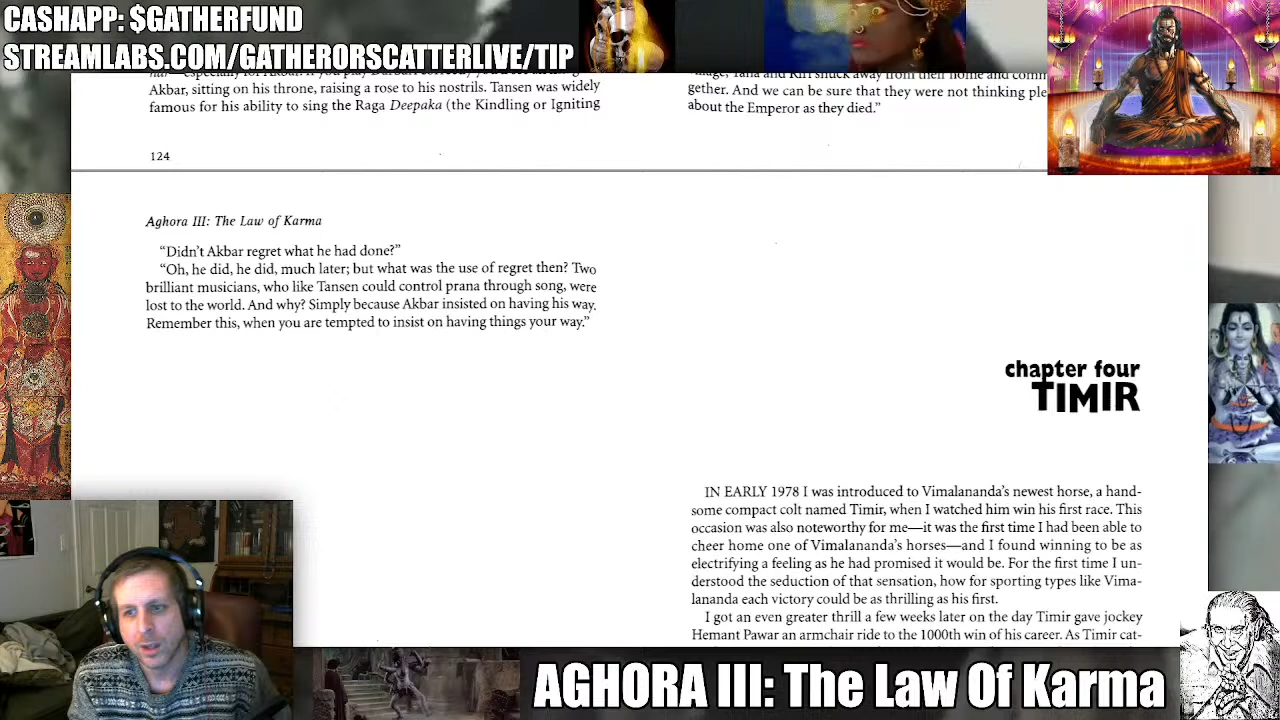 CASHAPP: $GATHERFUND
STREAMLABS.COM/GATHERORSCATTERLIVE/TIP
Akbar, sitting on his throne, raising a rose to his nostrils. Tansen was widely
famous for his ability to sing the Raga Deepaka (the Kindling or Igniting
124
gether. And we can be sure that they were not thinking ple
about the Emperor as they died.”
Aghora III: The Law of Karma
“Didn’t Akbar regret what he had done?”
“Oh, he did, he did, much later; but what was the use of regret then? Two
brilliant musicians, who like Tansen could control prana through song, were
lost to the world. And why? Simply because Akbar insisted on having his way.
Remember this, when you are tempted to insist on having things your way.”
chapter four
TIMIR
IN EARLY 1978 I was introduced to Vimalananda’s newest horse, a hand-
some compact colt named Timir, when I watched him win his first race. This
occasion was also noteworthy for me—it was the first time I had been able to
cheer home one of Vimalananda’s horses—and I found winning to be as
electrifying a feeling as he had promised it would be. For the first time I un-
derstood the seduction of that sensation, how for sporting types like Vima-
lananda each victory could be as thrilling as his first.
I got an even greater thrill a few weeks later on the day Timir gave jockey
Hemant Pawar an armchair ride to the 1000th win of his career. As Timir cat-
AGHORA III: The Law Of Karma